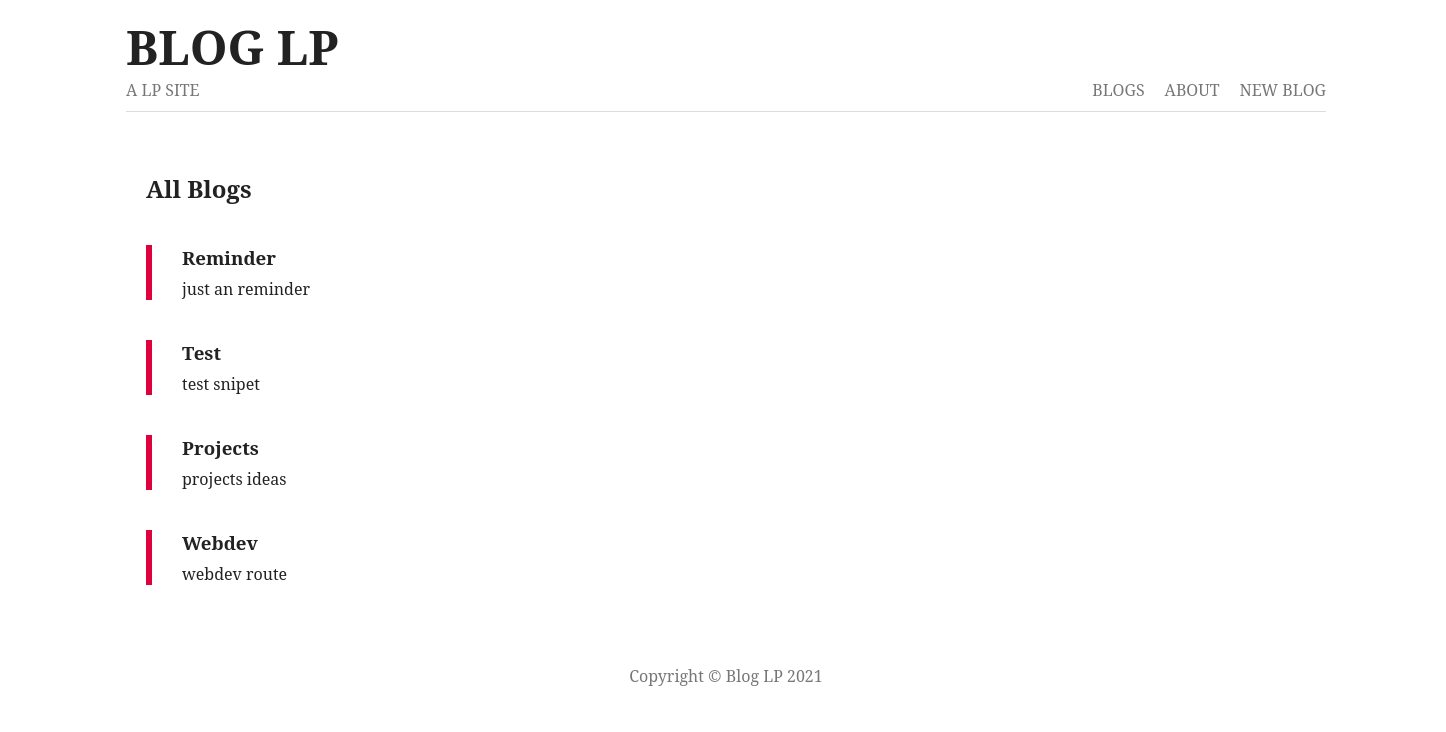 BLOG LP
A LP SITE
BLOGS ABOUT NEW BLOG
All Blogs
Reminder
just an reminder
Test
test snipet
Projects
projects ideas
Webdev
webdev route
Copyright © Blog LP 2021